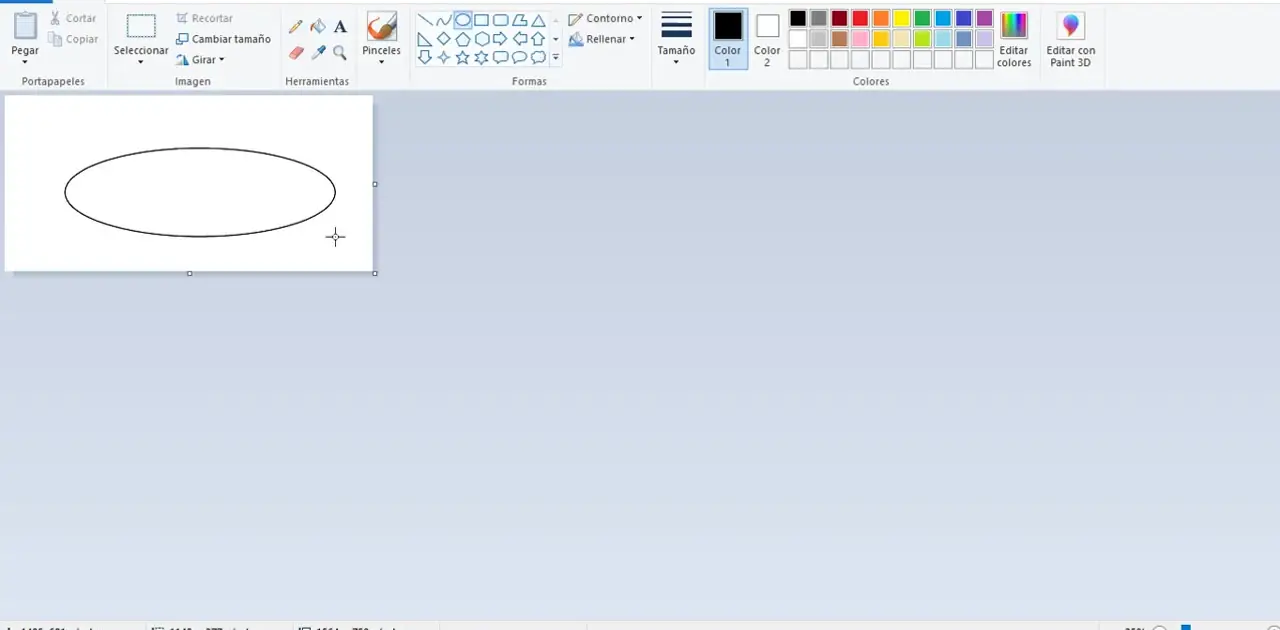 Pegar
Cortar
Copiar
Portapapeles
Seleccionar
Recortar
Cambiar tamaño
Girar
Imagen
A
Herramientas
Pinceles
Contorno
Rellenar
Formas
Tamaño
Color 1
Color 2
Editar colores
Colores
Editar con Paint 3D